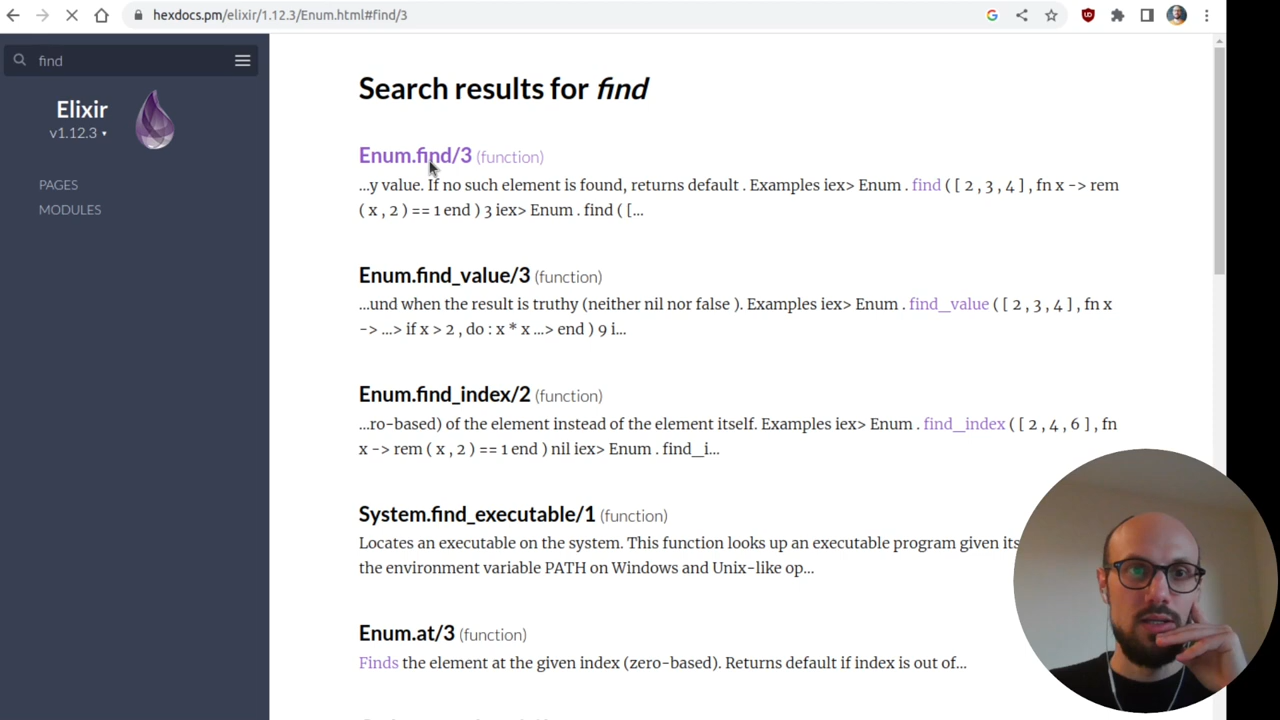 hexdocs.pm/elixir/1.12.3/Enum.html#find/3
find
Elixir
v1.12.3
PAGES
MODULES
Search results for find
Enum.find/3 (function)
...y value. If no such element is found, returns default . Examples iex> Enum . find ( [ 2 , 3 , 4 ] , fn x -> rem
( x , 2 ) == 1 end ) 3 iex> Enum . find ( [...
Enum.find_value/3 (function)
...und when the result is truthy (neither nil nor false ). Examples iex> Enum . find_value ( [ 2 , 3 , 4 ] , fn x
-> ...> if x > 2 , do : x * x ...> end ) 9 i...
Enum.find_index/2 (function)
...ro-based) of the element instead of the element itself. Examples iex> Enum . find_index ( [ 2 , 4 , 6 ] , fn
x -> rem ( x , 2 ) == 1 end ) nil iex> Enum . find_i...
System.find_executable/1 (function)
Locates an executable on the system. This function looks up an executable program given its
the environment variable PATH on Windows and Unix-like op...
Enum.at/3 (function)
Finds the element at the given index (zero-based). Returns default if index is out of...